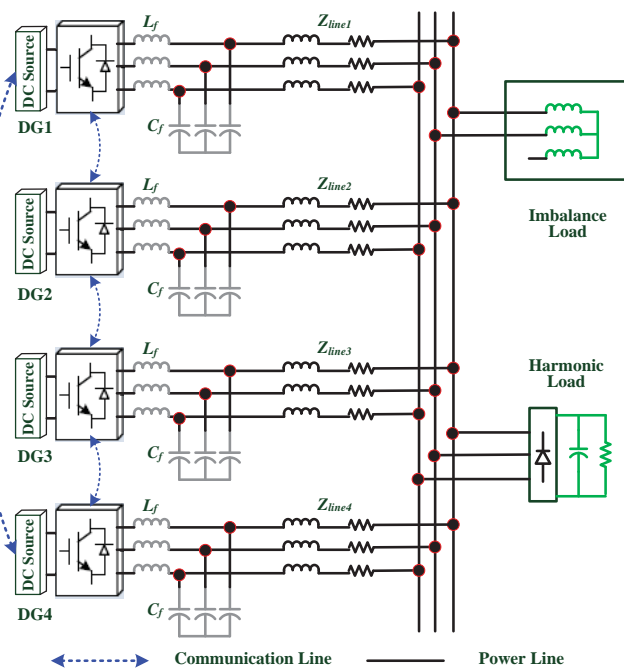 L_f
Z_line1
DC Source
DG1
C_f
L_f
Z_line2
DC Source
DG2
C_f
Imbalance
Load
L_f
Z_line3
DC Source
DG3
C_f
Harmonic
Load
L_f
Z_line4
DC Source
DG4
C_f
Communication Line
Power Line